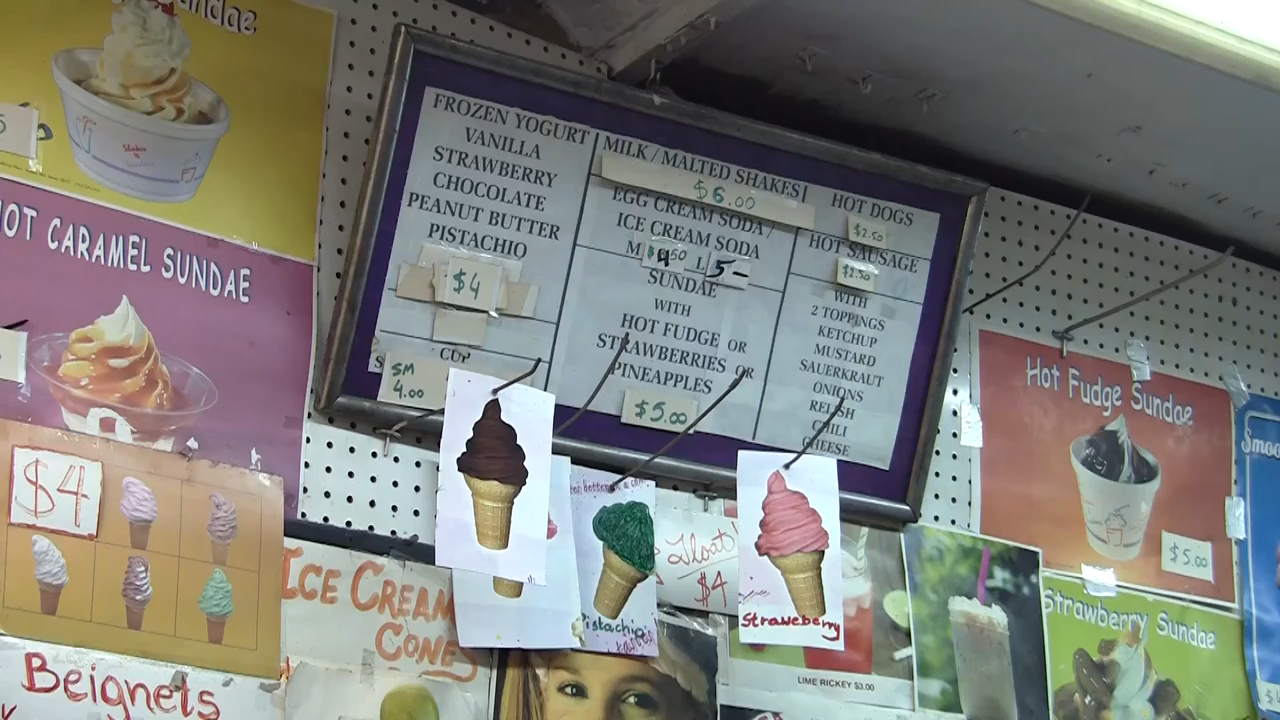 HOT CARAMEL SUNDAE
$4
FROZEN YOGURT
VANILLA
STRAWBERRY
CHOCOLATE
PEANUT BUTTER
PISTACHIO
$4
CUP
SM
4.00
MILK / MALTED SHAKES
$6.00
EGG CREAM SODA /
ICE CREAM SODA
M 4 L 5-
SUNDAE
WITH
HOT FUDGE OR
STRAWBERRIES OR
PINEAPPLES
$5.00
HOT DOGS
$2.50
HOT SAUSAGE
$2.50
WITH
2 TOPPINGS
KETCHUP
MUSTARD
SAUERKRAUT
ONIONS
RELISH
CHILI
CHEESE
Hot Fudge Sundae
$5.00
Strawberry Sundae
ICE CREAM
CONES
Beignets
Pistachio
Float!
$4
Straweberry
LIME RICKEY $3.00